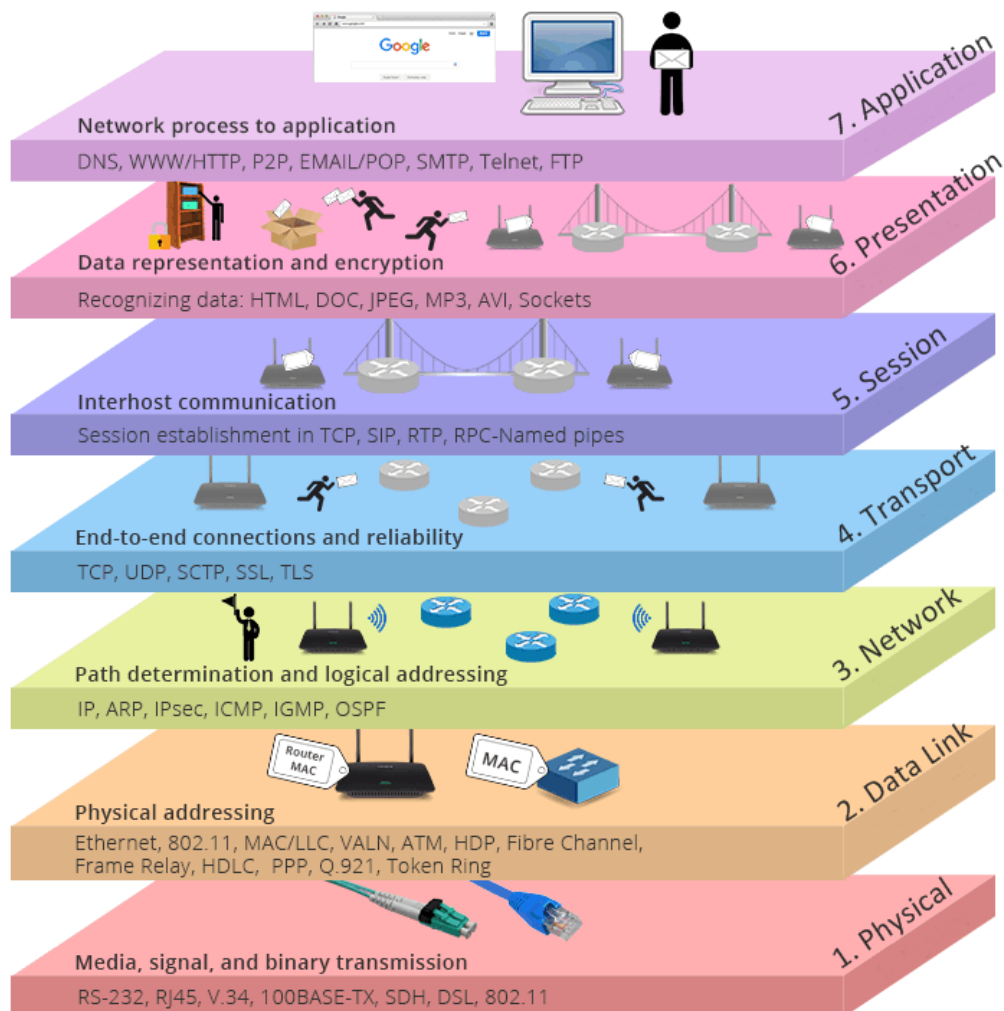 Google
7. Application
Network process to application
DNS, WWW/HTTP, P2P, EMAIL/POP, SMTP, Telnet, FTP
6. Presentation
Data representation and encryption
Recognizing data: HTML, DOC, JPEG, MP3, AVI, Sockets
5. Session
Interhost communication
Session establishment in TCP, SIP, RTP, RPC-Named pipes
4. Transport
End-to-end connections and reliability
TCP, UDP, SCTP, SSL, TLS
3. Network
Path determination and logical addressing
IP, ARP, IPsec, ICMP, IGMP, OSPF
2. Data Link
Router
MAC
MAC
Physical addressing
Ethernet, 802.11, MAC/LLC, VALN, ATM, HDP, Fibre Channel,
Frame Relay, HDLC, PPP, Q.921, Token Ring
1. Physical
Media, signal, and binary transmission
RS-232, RJ45, V.34, 100BASE-TX, SDH, DSL, 802.11